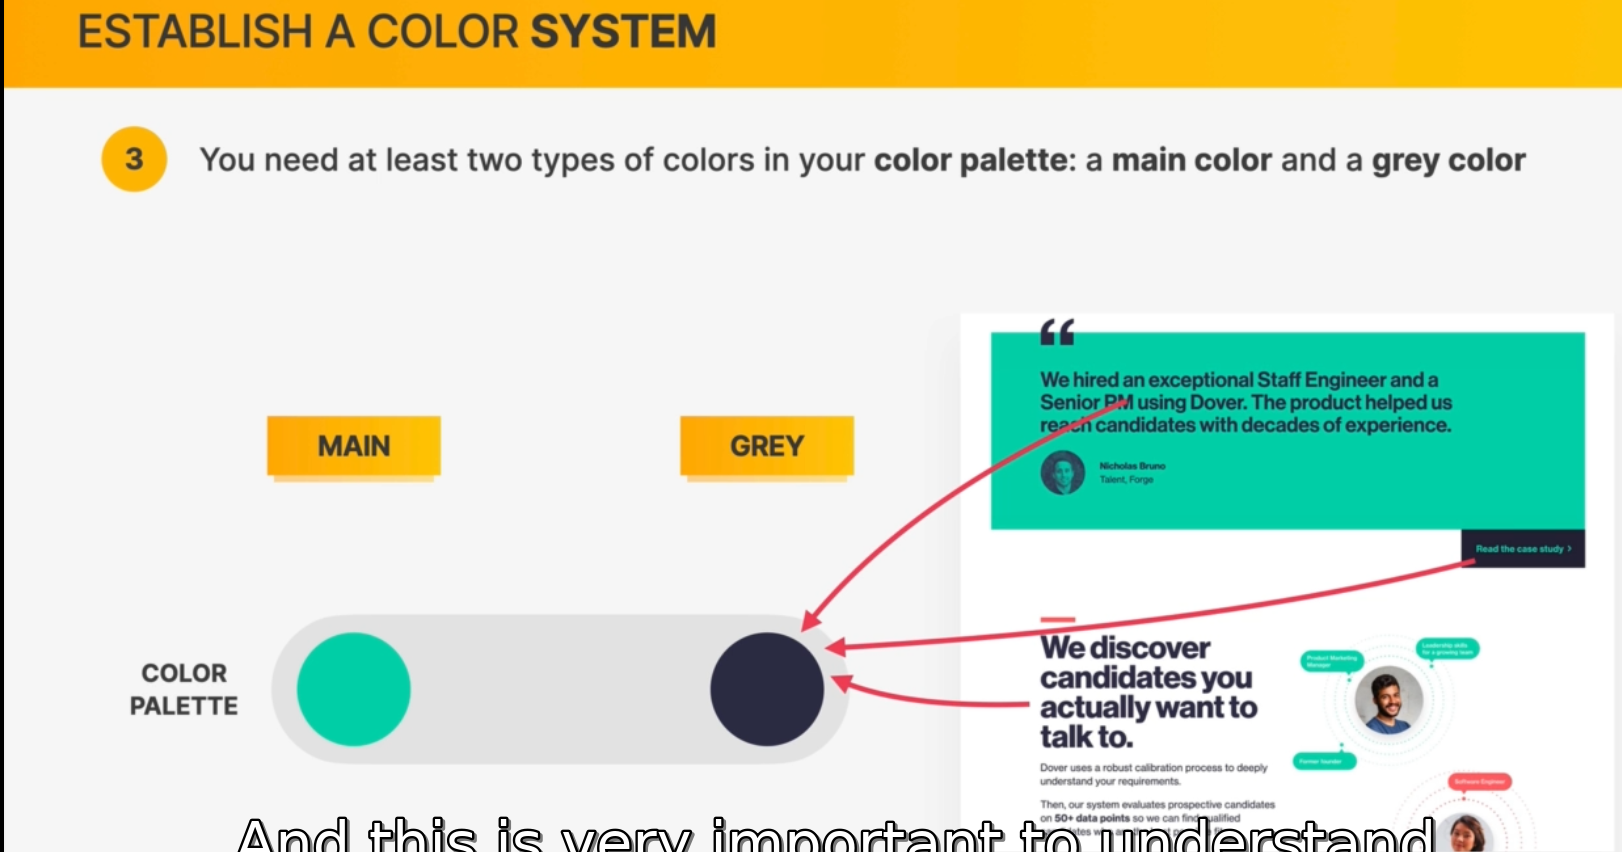 ESTABLISH A COLOR SYSTEM
3 You need at least two types of colors in your color palette: a main color and a grey color
MAIN
GREY
COLOR
PALETTE
“
We hired an exceptional Staff Engineer and a
Senior PM using Dover. The product helped us
reach candidates with decades of experience.
Nicholas Bruno
Talent, Forge
Read the case study ›
We discover
candidates you
actually want to
talk to.
Dover uses a robust calibration process to deeply
understand your requirements.
Then, our system evaluates prospective candidates
on 50+ data points so we can find qualified
Product Marketing
Manager
Leadership skills
for a growing team
Former founder
Software Engineer
And this is very important to understand